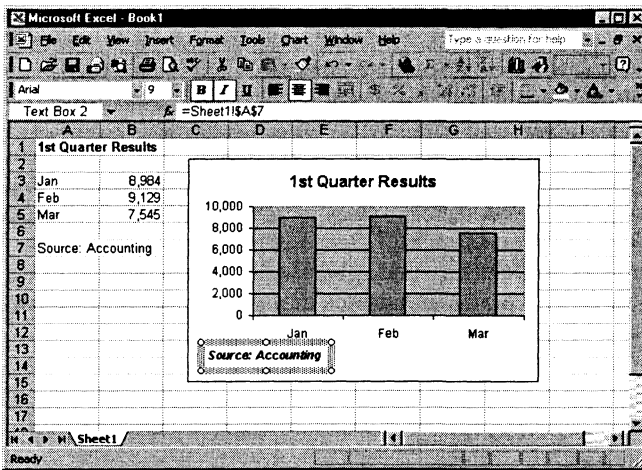 Microsoft Excel - Book1
File Edit View Insert Format Tools Chart Window Help Type a question for help
Arial 9 B I U
Text Box 2 fx =Sheet1!$A$7
A B C D E F G H I
1 1st Quarter Results
2
3 Jan 8,984
4 Feb 9,129
5 Mar 7,545
6
7 Source: Accounting
8
9
10
11
12
13
14
15
16
17
1st Quarter Results
10,000
8,000
6,000
4,000
2,000
0
Jan Feb Mar
Source: Accounting
Sheet1
Ready